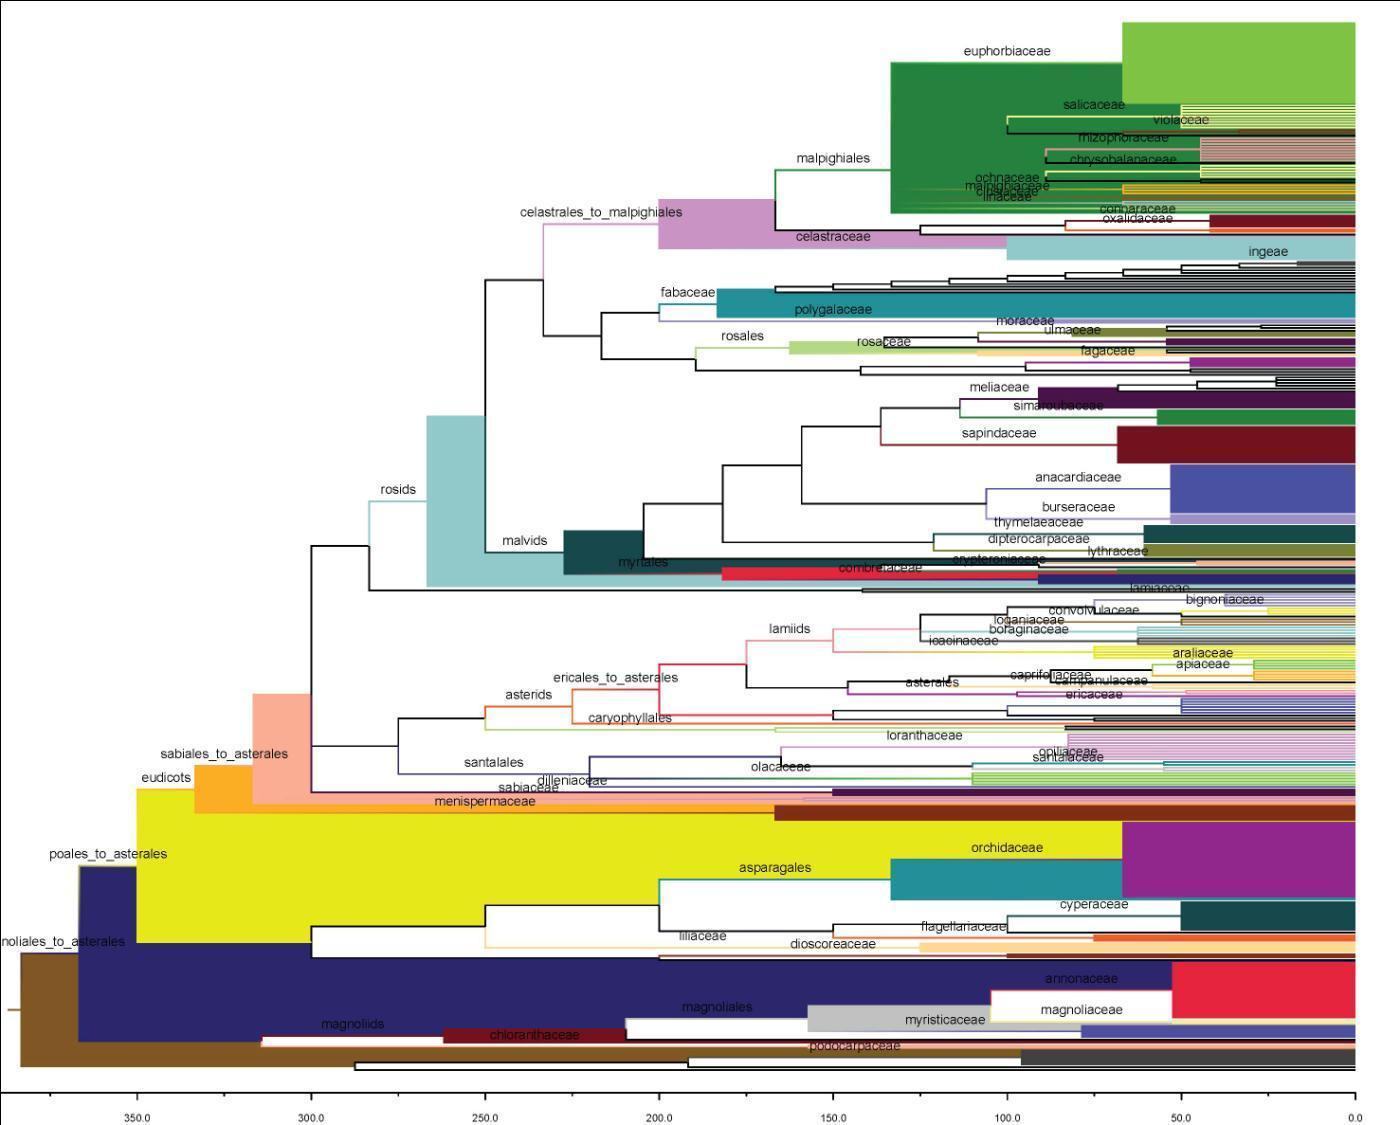 euphorbiaceae
salicaceae
violaceae
rhizophoraceae
chrysobalanaceae
malpighiales
ochnaceae
malpighiaceae
clusiaceae
linaceae
connaraceae
celastrales_to_malpighiales
oxalidaceae
celastraceae
ingeae
fabaceae
polygalaceae
moraceae
ulmaceae
rosales
rosaceae
fagaceae
meliaceae
simaroubaceae
sapindaceae
anacardiaceae
rosids
burseraceae
thymelaeaceae
malvids
dipterocarpaceae
lythraceae
crypteroniaceae
myrtales
combretaceae
lamiaceae
bignoniaceae
convolvulaceae
loganiaceae
lamiids
boraginaceae
icacinaceae
araliaceae
apiaceae
ericales_to_asterales
caprifoliaceae
asterales
campanulaceae
asterids
ericaceae
caryophyllales
loranthaceae
sabiales_to_asterales
opiliaceae
santalaceae
santalales
olacaceae
eudicots
dilleniaceae
sabiaceae
menispermaceae
orchidaceae
poales_to_asterales
asparagales
cyperaceae
flagellariaceae
liliaceae
noliales_to_asterales
dioscoreaceae
annonaceae
magnoliales
magnoliaceae
myristicaceae
magnoliids
chloranthaceae
podocarpaceae
350.0 300.0 250.0 200.0 150.0 100.0 50.0 0.0